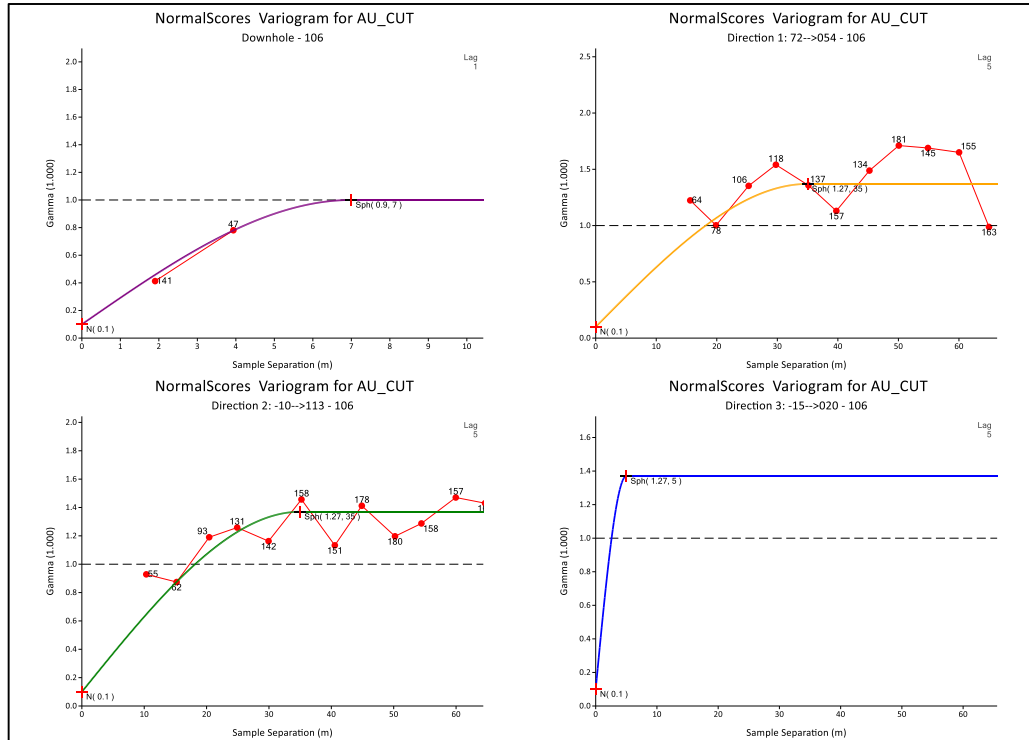 NormalScores Variogram for AU_CUT
Downhole - 106
Lag
1
2.0
1.8
1.6
1.4
1.2
1.0
0.8
0.6
0.4
0.2
0.0
Gamma (1.000)
Sph( 0.9, 7 )
47
141
N( 0.1 )
0 1 2 3 4 5 6 7 8 9 10
Sample Separation (m)
NormalScores Variogram for AU_CUT
Direction 1: 72-->054 - 106
Lag
5
2.5
2.0
1.5
1.0
0.5
0.0
Gamma (1.000)
64
78
106
118
137
Sph( 1.27, 35 )
157
134
181
145
155
163
N( 0.1 )
0 10 20 30 40 50 60
Sample Separation (m)
NormalScores Variogram for AU_CUT
Direction 2: -10-->113 - 106
Lag
5
2.0
1.8
1.6
1.4
1.2
1.0
0.8
0.6
0.4
0.2
0.0
Gamma (1.000)
55
62
93
131
142
158
Sph( 1.27, 35 )
151
178
180
158
157
N( 0.1 )
0 10 20 30 40 50 60
Sample Separation (m)
NormalScores Variogram for AU_CUT
Direction 3: -15-->020 - 106
Lag
5
1.6
1.4
1.2
1.0
0.8
0.6
0.4
0.2
0.0
Gamma (1.000)
Sph( 1.27, 5 )
N( 0.1 )
0 10 20 30 40 50 60
Sample Separation (m)